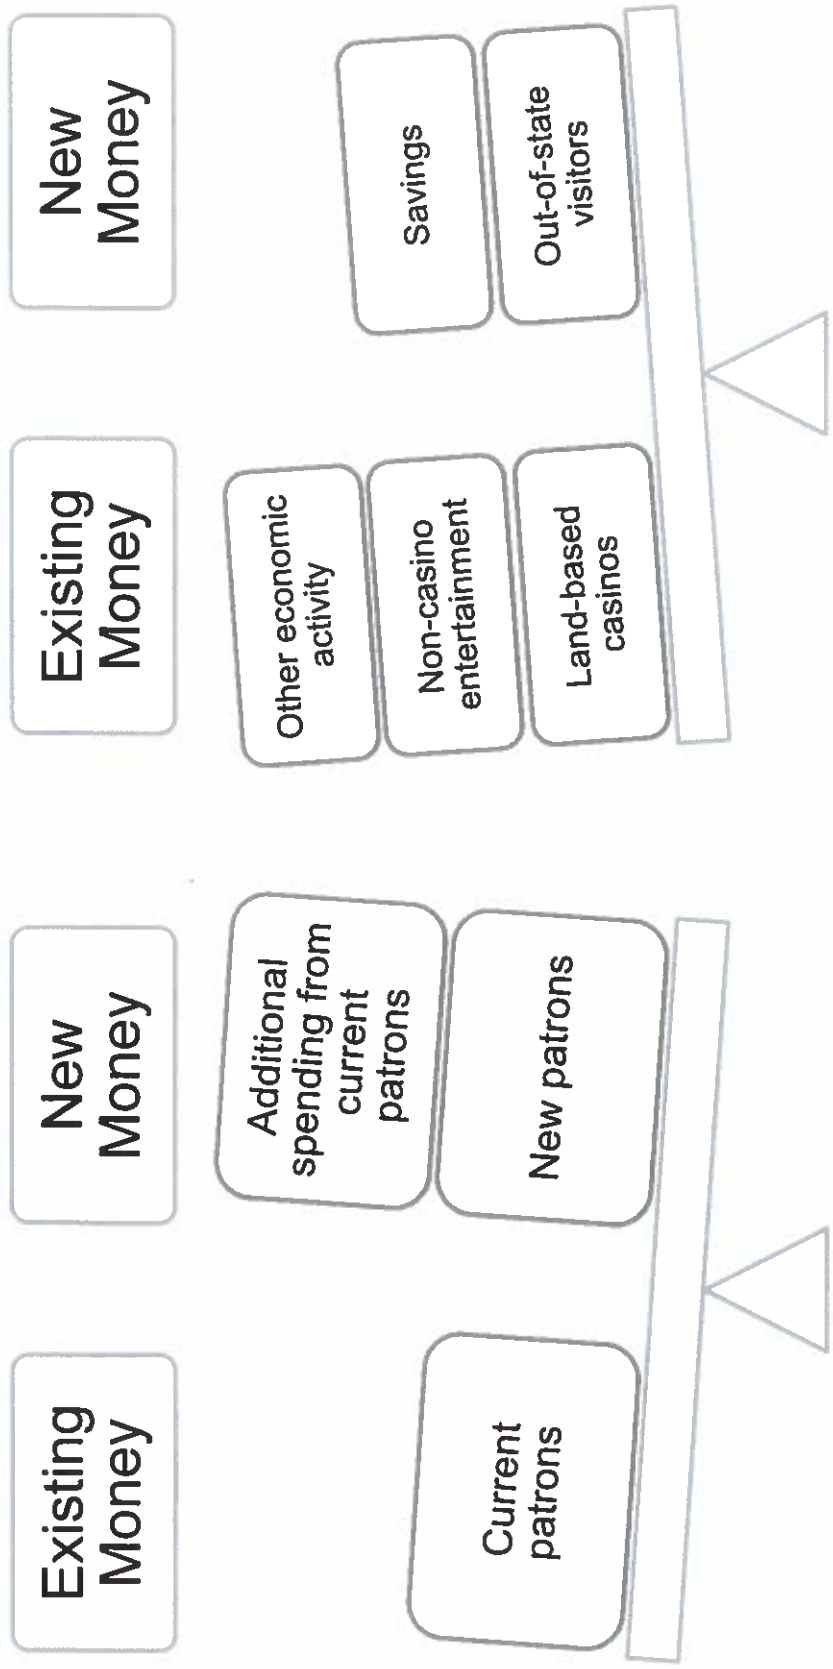 Existing
Money
New
Money
Current
patrons
Additional
spending from
current
patrons
New patrons
Existing
Money
New
Money
Other economic
activity
Non-casino
entertainment
Land-based
casinos
Savings
Out-of-state
visitors